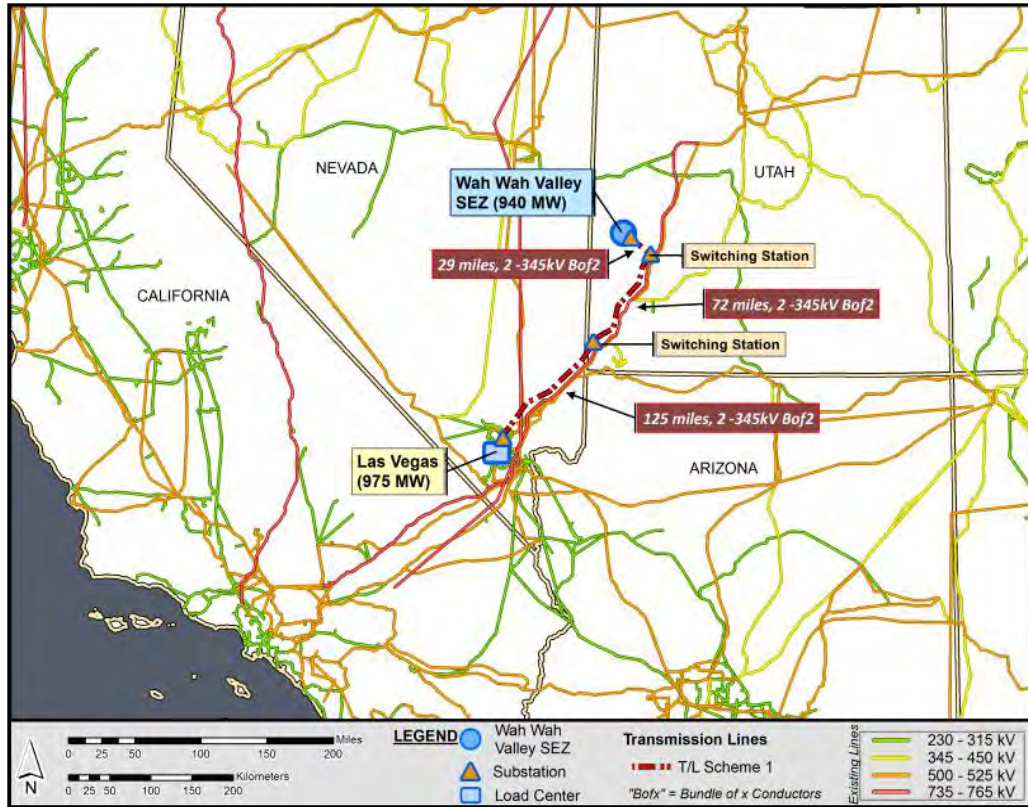 NEVADA
UTAH
Wah Wah Valley
SEZ (940 MW)
29 miles, 2 -345kV Bof2
Switching Station
CALIFORNIA
72 miles, 2 -345kV Bof2
Switching Station
125 miles, 2 -345kV Bof2
Las Vegas
(975 MW)
ARIZONA
N
Miles
0 25 50 100 150 200
Kilometers
0 25 50 100 150 200
LEGEND
Wah Wah
Valley SEZ
Substation
Load Center
Transmission Lines
T/L Scheme 1
"Bofx" = Bundle of x Conductors
Existing Lines
230 - 315 kV
345 - 450 kV
500 - 525 kV
735 - 765 kV